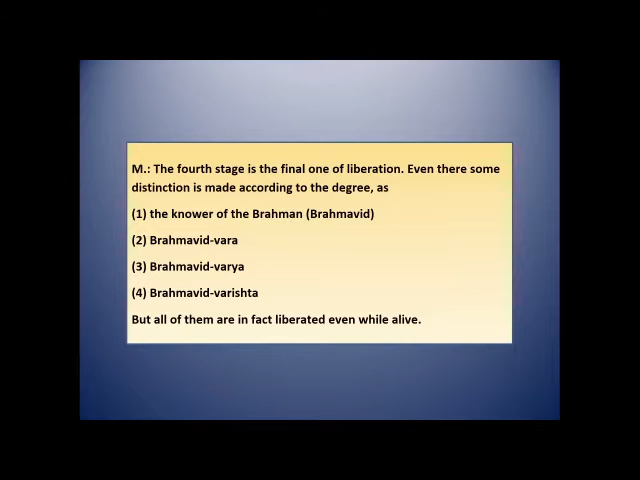 M.: The fourth stage is the final one of liberation. Even there some
distinction is made according to the degree, as
(1) the knower of the Brahman (Brahmavid)
(2) Brahmavid-vara
(3) Brahmavid-varya
(4) Brahmavid-varishta
But all of them are in fact liberated even while alive.